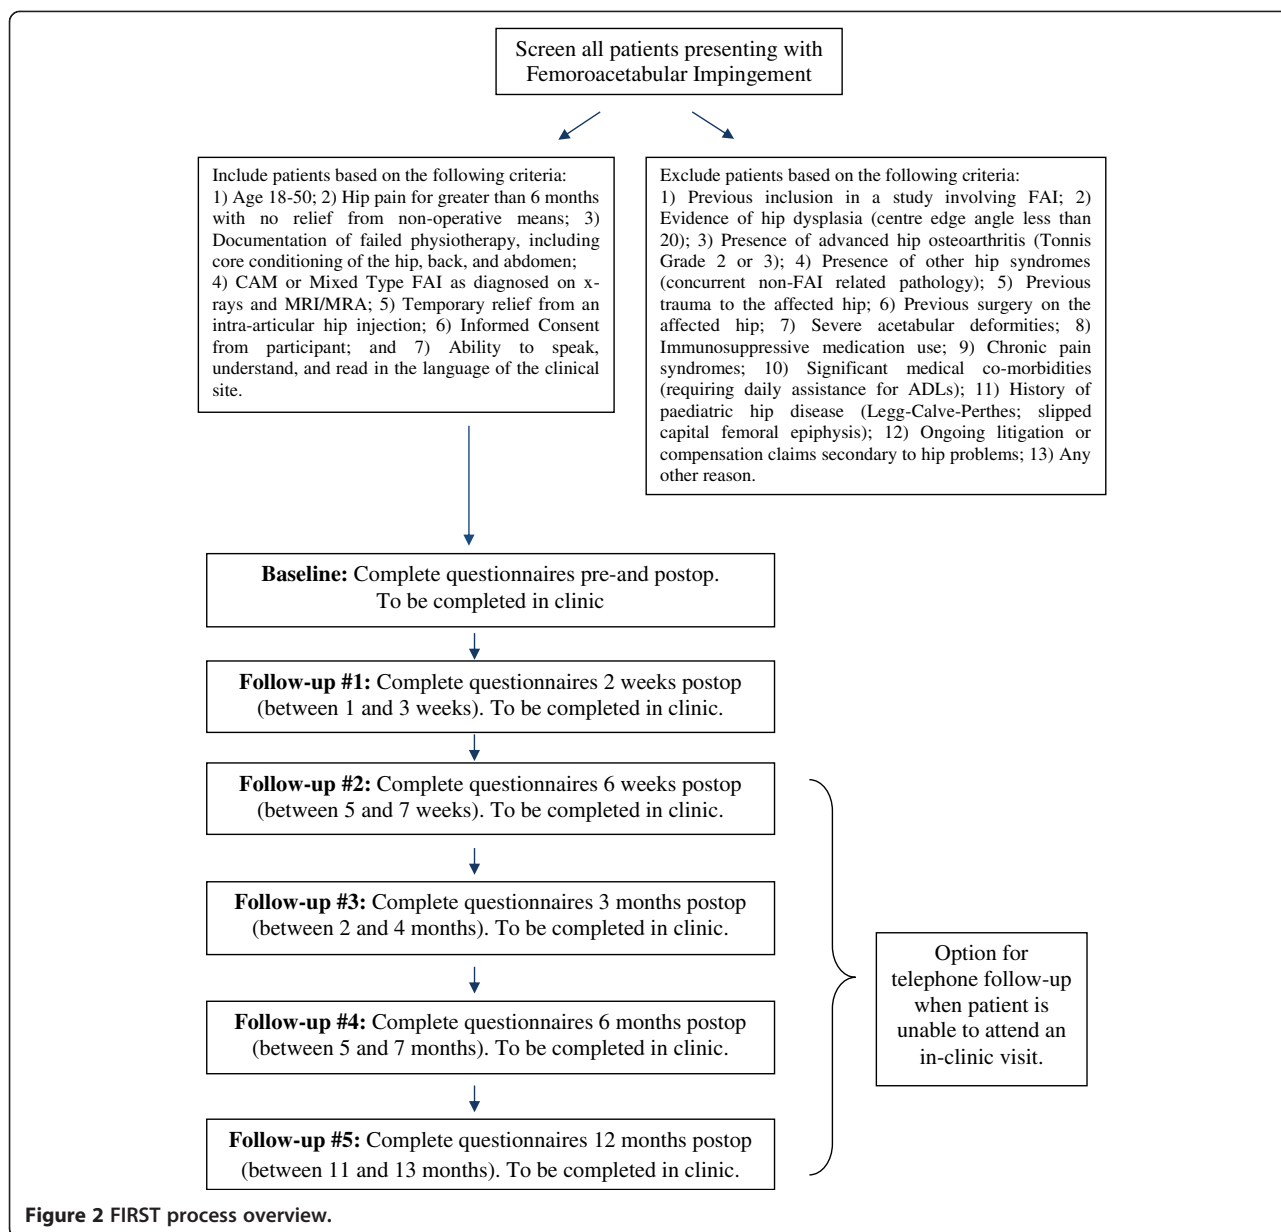 Screen all patients presenting with
Femoroacetabular Impingement
Include patients based on the following criteria:
1) Age 18-50; 2) Hip pain for greater than 6 months
with no relief from non-operative means; 3)
Documentation of failed physiotherapy, including
core conditioning of the hip, back, and abdomen;
4) CAM or Mixed Type FAI as diagnosed on x-
rays and MRI/MRA; 5) Temporary relief from an
intra-articular hip injection; 6) Informed Consent
from participant; and 7) Ability to speak,
understand, and read in the language of the clinical
site.
Exclude patients based on the following criteria:
1) Previous inclusion in a study involving FAI; 2)
Evidence of hip dysplasia (centre edge angle less than
20); 3) Presence of advanced hip osteoarthritis (Tonnis
Grade 2 or 3); 4) Presence of other hip syndromes
(concurrent non-FAI related pathology); 5) Previous
trauma to the affected hip; 6) Previous surgery on the
affected hip; 7) Severe acetabular deformities; 8)
Immunosuppressive medication use; 9) Chronic pain
syndromes; 10) Significant medical co-morbidities
(requiring daily assistance for ADLs); 11) History of
paediatric hip disease (Legg-Calve-Perthes; slipped
capital femoral epiphysis); 12) Ongoing litigation or
compensation claims secondary to hip problems; 13) Any
other reason.
Baseline: Complete questionnaires pre-and postop.
To be completed in clinic
Follow-up #1: Complete questionnaires 2 weeks postop
(between 1 and 3 weeks). To be completed in clinic.
Follow-up #2: Complete questionnaires 6 weeks postop
(between 5 and 7 weeks). To be completed in clinic.
Follow-up #3: Complete questionnaires 3 months postop
(between 2 and 4 months). To be completed in clinic.
Follow-up #4: Complete questionnaires 6 months postop
(between 5 and 7 months). To be completed in clinic.
Follow-up #5: Complete questionnaires 12 months postop
(between 11 and 13 months). To be completed in clinic.
Option for
telephone follow-up
when patient is
unable to attend an
in-clinic visit.
Figure 2 FIRST process overview.